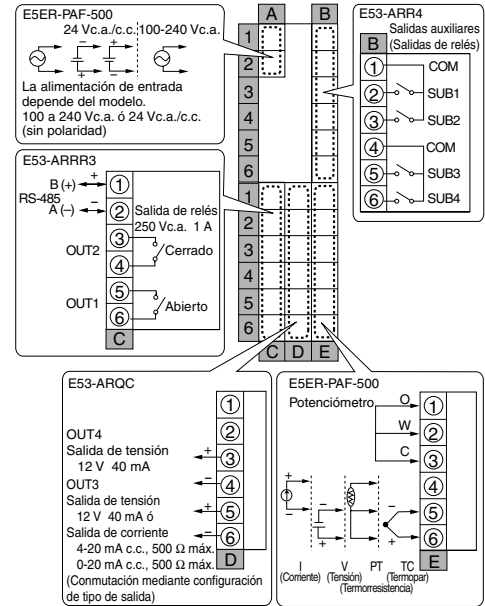 E5ER-PAF-500
24 Vc.a./c.c. 100-240 Vc.a.
La alimentación de entrada
depende del modelo.
100 a 240 Vc.a. ó 24 Vc.a./c.c.
(sin polaridad)
A B
1
2
3
4
5
6
1
2
3
4
5
6
C D E
E53-ARR4
Salidas auxiliares
(Salidas de relés)
B
1 COM
2 SUB1
3 SUB2
4 COM
5 SUB3
6 SUB4
E53-ARRR3
B (+) + 1
RS-485
A (–) – 2
Salida de relés
250 Vc.a. 1 A
OUT2 3 4 Cerrado
OUT1 5 6 Abierto
C
E53-ARQC
1
2
OUT4
Salida de tensión + 3
12 V 40 mA
OUT3 – 4
Salida de tensión + 5
12 V 40 mA ó
Salida de corriente – 6
4-20 mA c.c., 500 Ω máx.
0-20 mA c.c., 500 Ω máx.
D
(Conmutación mediante configuración
de tipo de salida)
E5ER-PAF-500
Potenciómetro O 1
W 2
C 3
4
5
6
E
+ – – + – +
I V PT TC
(Corriente) (Tensión) (Termopar)
(Termorresistencia)